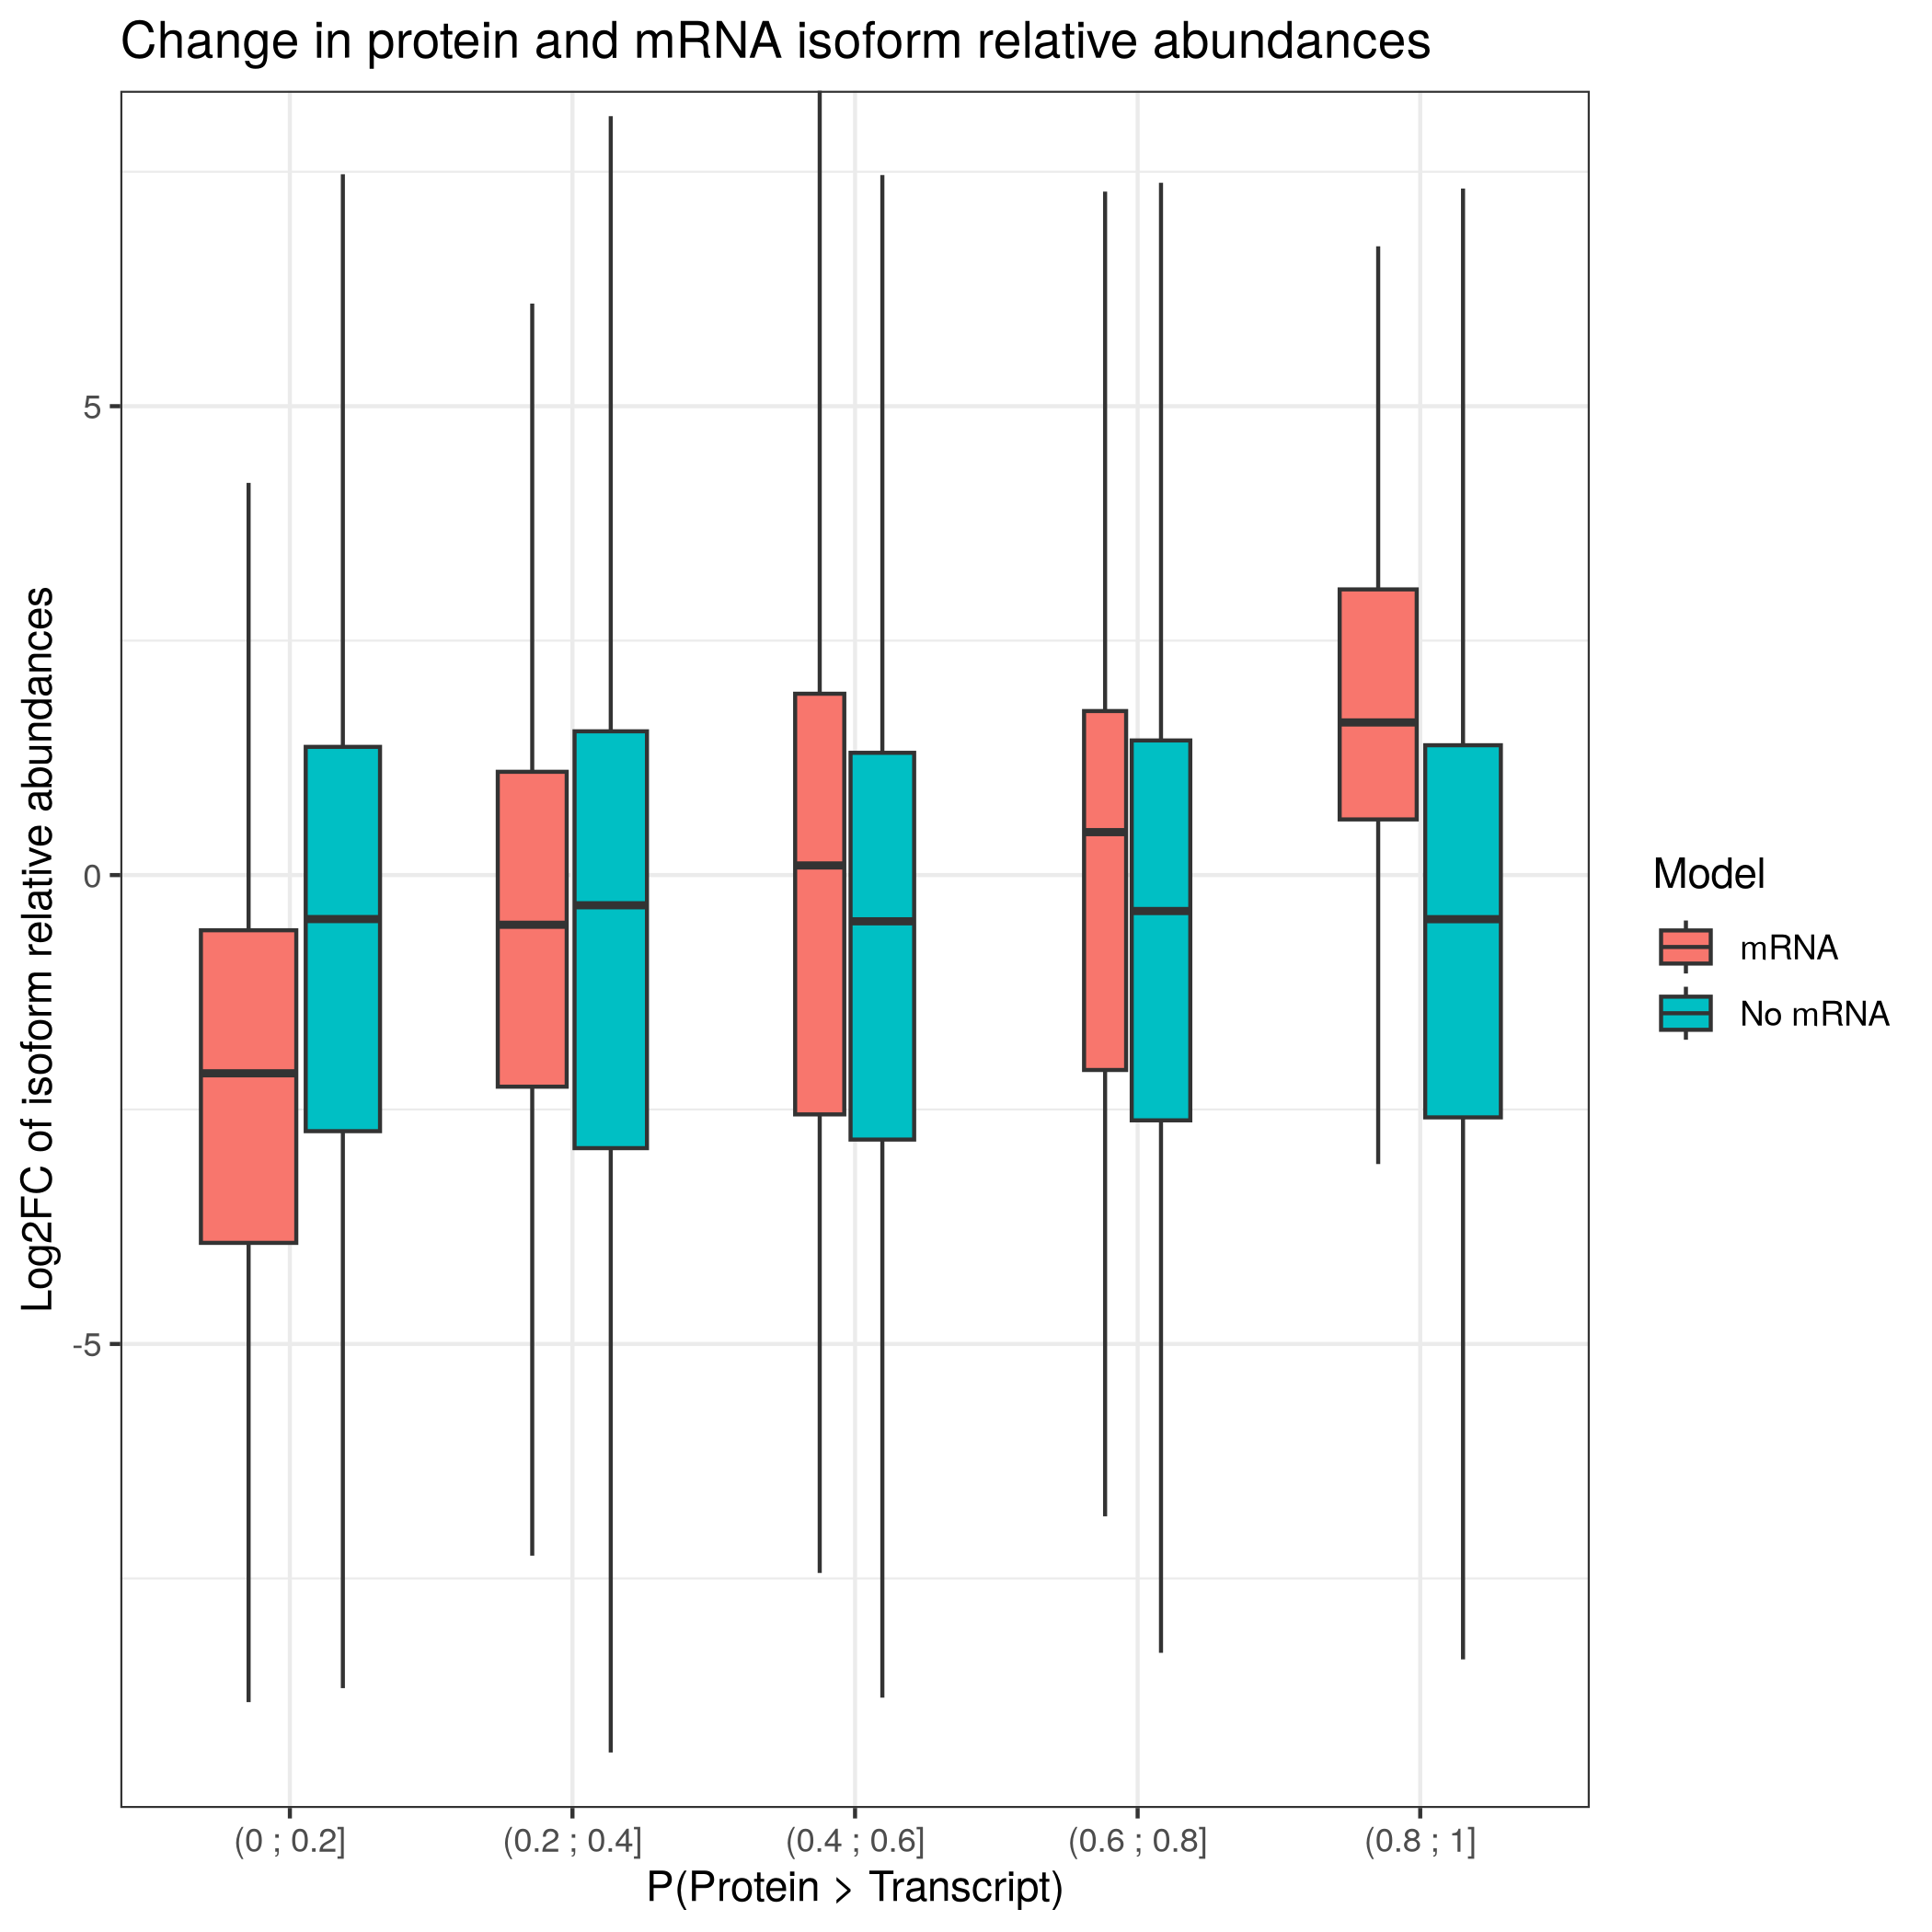 Change in protein and mRNA isoform relative abundances
Log2FC of isoform relative abundances
5
0
-5
(0 ; 0.2]
(0.2 ; 0.4]
(0.4 ; 0.6]
(0.6 ; 0.8]
(0.8 ; 1]
P(Protein > Transcript)
Model
mRNA
No mRNA